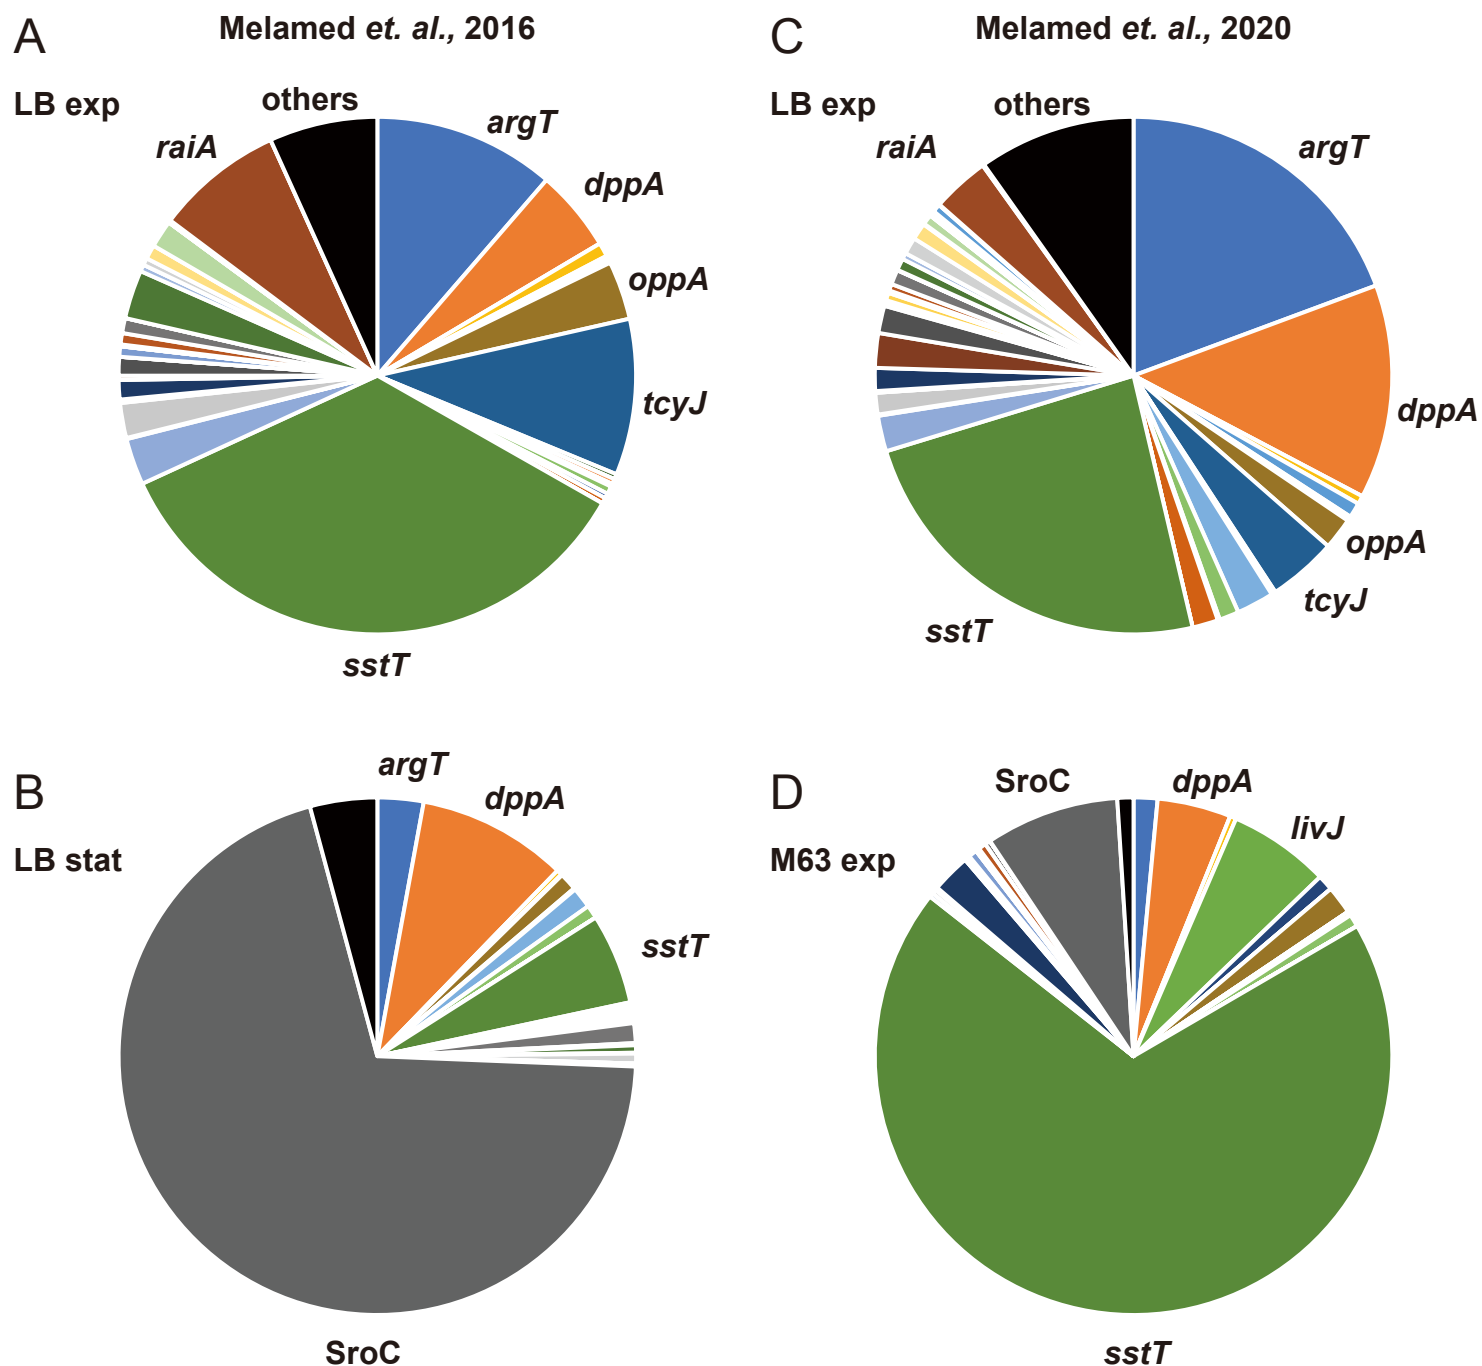 A
Melamed et. al., 2016
LB exp
others
argT
raiA
dppA
oppA
tcyJ
sstT
C
Melamed et. al., 2020
LB exp
others
argT
raiA
dppA
oppA
tcyJ
sstT
B
LB stat
argT
dppA
sstT
SroC
D
M63 exp
SroC
dppA
livJ
sstT